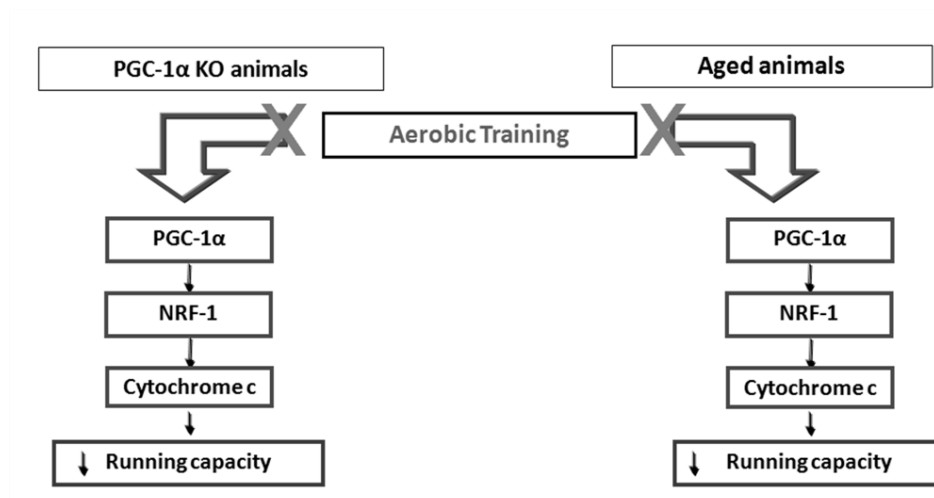 PGC-1α KO animals
Aged animals
Aerobic Training
PGC-1α
NRF-1
Cytochrome c
↓ Running capacity
PGC-1α
NRF-1
Cytochrome c
↓ Running capacity